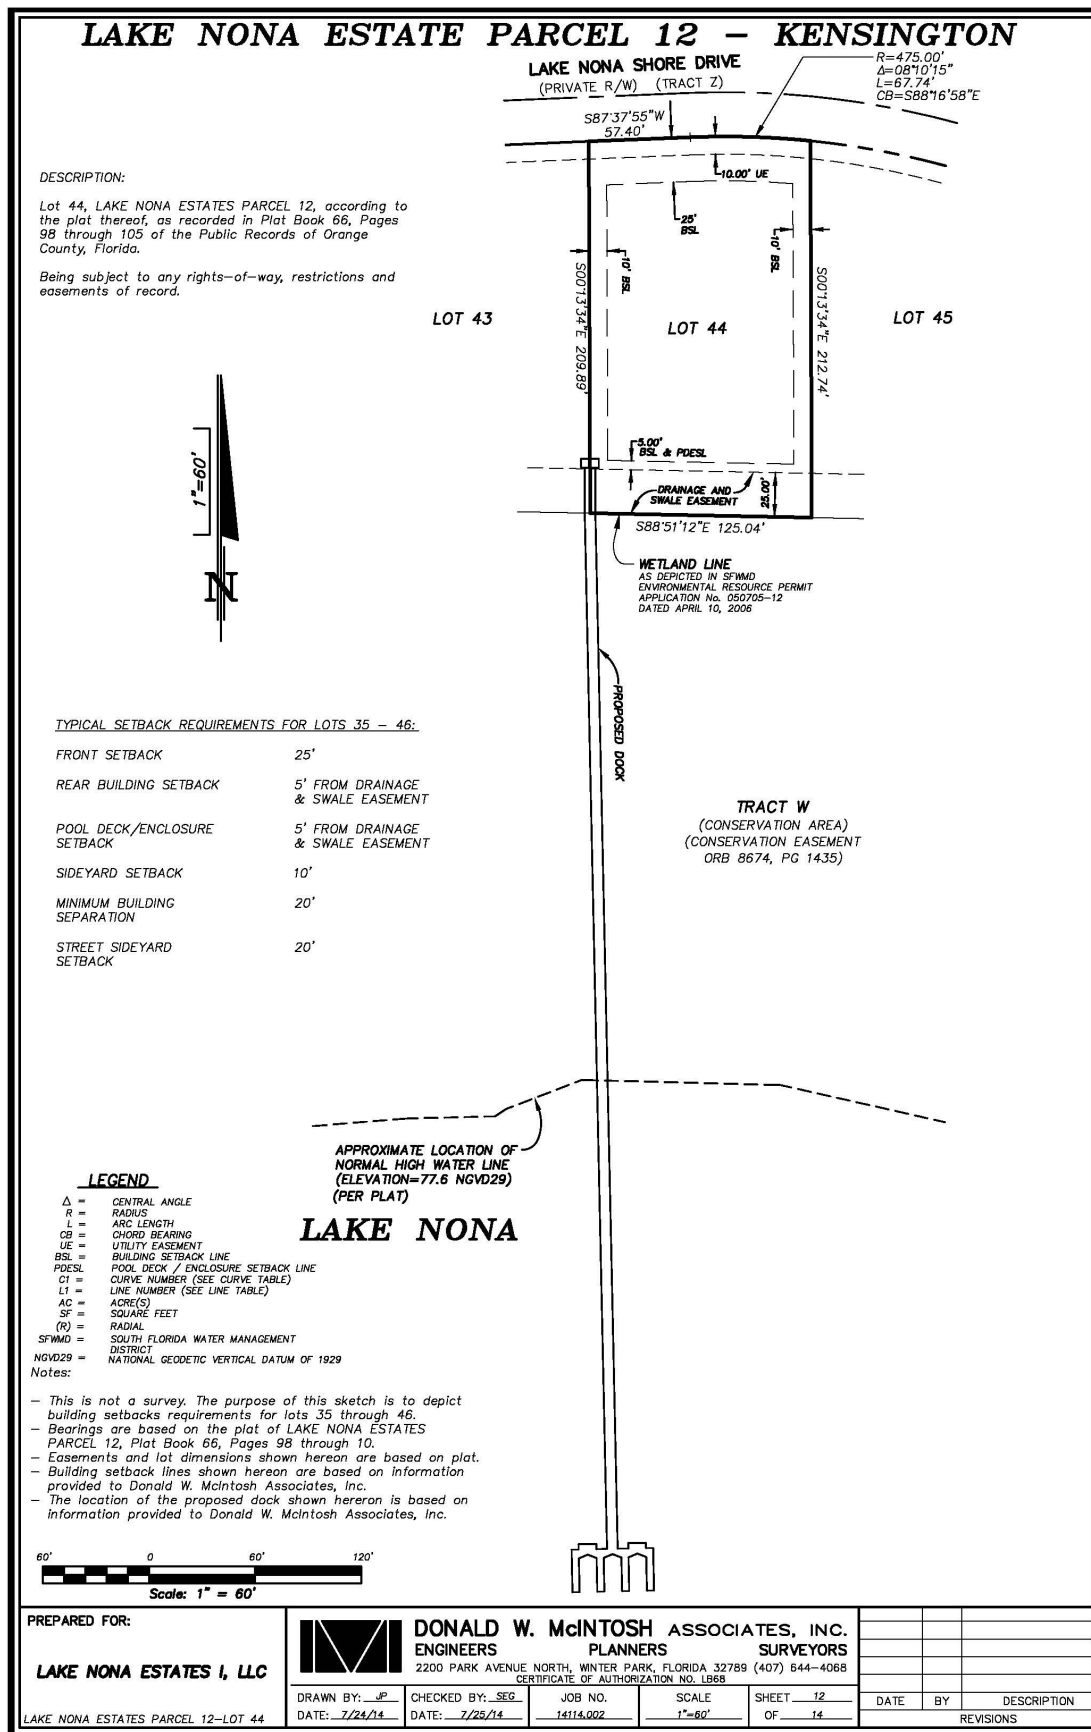 LAKE NONA ESTATE PARCEL 12 – KENSINGTON
LAKE NONA SHORE DRIVE
(PRIVATE R/W) (TRACT Z)
R=475.00'
Δ=08°10'15"
L=67.74'
CB=S88°16'58"E
S87°37'55"W
57.40'
10.00' UE
25'
BSL
10' BSL
10' BSL
S00°13'34"E 209.89'
S00°13'34"E 212.74'
LOT 43
LOT 44
LOT 45
5.00'
BSL & PDESL
DRAINAGE AND
SWALE EASEMENT
25.00'
S88°51'12"E 125.04'
WETLAND LINE
AS DEPICTED IN SFWMD
ENVIRONMENTAL RESOURCE PERMIT
APPLICATION No. 050705–12
DATED APRIL 10, 2006
DESCRIPTION:
Lot 44, LAKE NONA ESTATES PARCEL 12, according to
the plat thereof, as recorded in Plat Book 66, Pages
98 through 105 of the Public Records of Orange
County, Florida.
Being subject to any rights–of–way, restrictions and
easements of record.
1"=60'
N
PROPOSED DOCK
TYPICAL SETBACK REQUIREMENTS FOR LOTS 35 – 46:
FRONT SETBACK 25'
REAR BUILDING SETBACK 5' FROM DRAINAGE
& SWALE EASEMENT
POOL DECK/ENCLOSURE 5' FROM DRAINAGE
SETBACK & SWALE EASEMENT
SIDEYARD SETBACK 10'
MINIMUM BUILDING 20'
SEPARATION
STREET SIDEYARD 20'
SETBACK
TRACT W
(CONSERVATION AREA)
(CONSERVATION EASEMENT
ORB 8674, PG 1435)
APPROXIMATE LOCATION OF
NORMAL HIGH WATER LINE
(ELEVATION=77.6 NGVD29)
(PER PLAT)
LAKE NONA
LEGEND
Δ = CENTRAL ANGLE
R = RADIUS
L = ARC LENGTH
CB = CHORD BEARING
UE = UTILITY EASEMENT
BSL = BUILDING SETBACK LINE
PDESL POOL DECK / ENCLOSURE SETBACK LINE
C1 = CURVE NUMBER (SEE CURVE TABLE)
L1 = LINE NUMBER (SEE LINE TABLE)
AC = ACRE(S)
SF = SQUARE FEET
(R) = RADIAL
SFWMD = SOUTH FLORIDA WATER MANAGEMENT
DISTRICT
NGVD29 = NATIONAL GEODETIC VERTICAL DATUM OF 1929
Notes:
– This is not a survey. The purpose of this sketch is to depict
building setbacks requirements for lots 35 through 46.
– Bearings are based on the plat of LAKE NONA ESTATES
PARCEL 12, Plat Book 66, Pages 98 through 10.
– Easements and lot dimensions shown hereon are based on plat.
– Building setback lines shown hereon are based on information
provided to Donald W. McIntosh Associates, Inc.
– The location of the proposed dock shown hereron is based on
information provided to Donald W. McIntosh Associates, Inc.
60' 0 60' 120'
Scale: 1" = 60'
PREPARED FOR:
LAKE NONA ESTATES I, LLC
LAKE NONA ESTATES PARCEL 12–LOT 44
DONALD W. McINTOSH ASSOCIATES, INC.
ENGINEERS PLANNERS SURVEYORS
2200 PARK AVENUE NORTH, WINTER PARK, FLORIDA 32789 (407) 644–4068
CERTIFICATE OF AUTHORIZATION NO. LB68
DRAWN BY: JP CHECKED BY: SEG JOB NO. SCALE SHEET 12
DATE: 7/24/14 DATE: 7/25/14 14114.002 1"=60' OF 14
DATE BY DESCRIPTION
REVISIONS